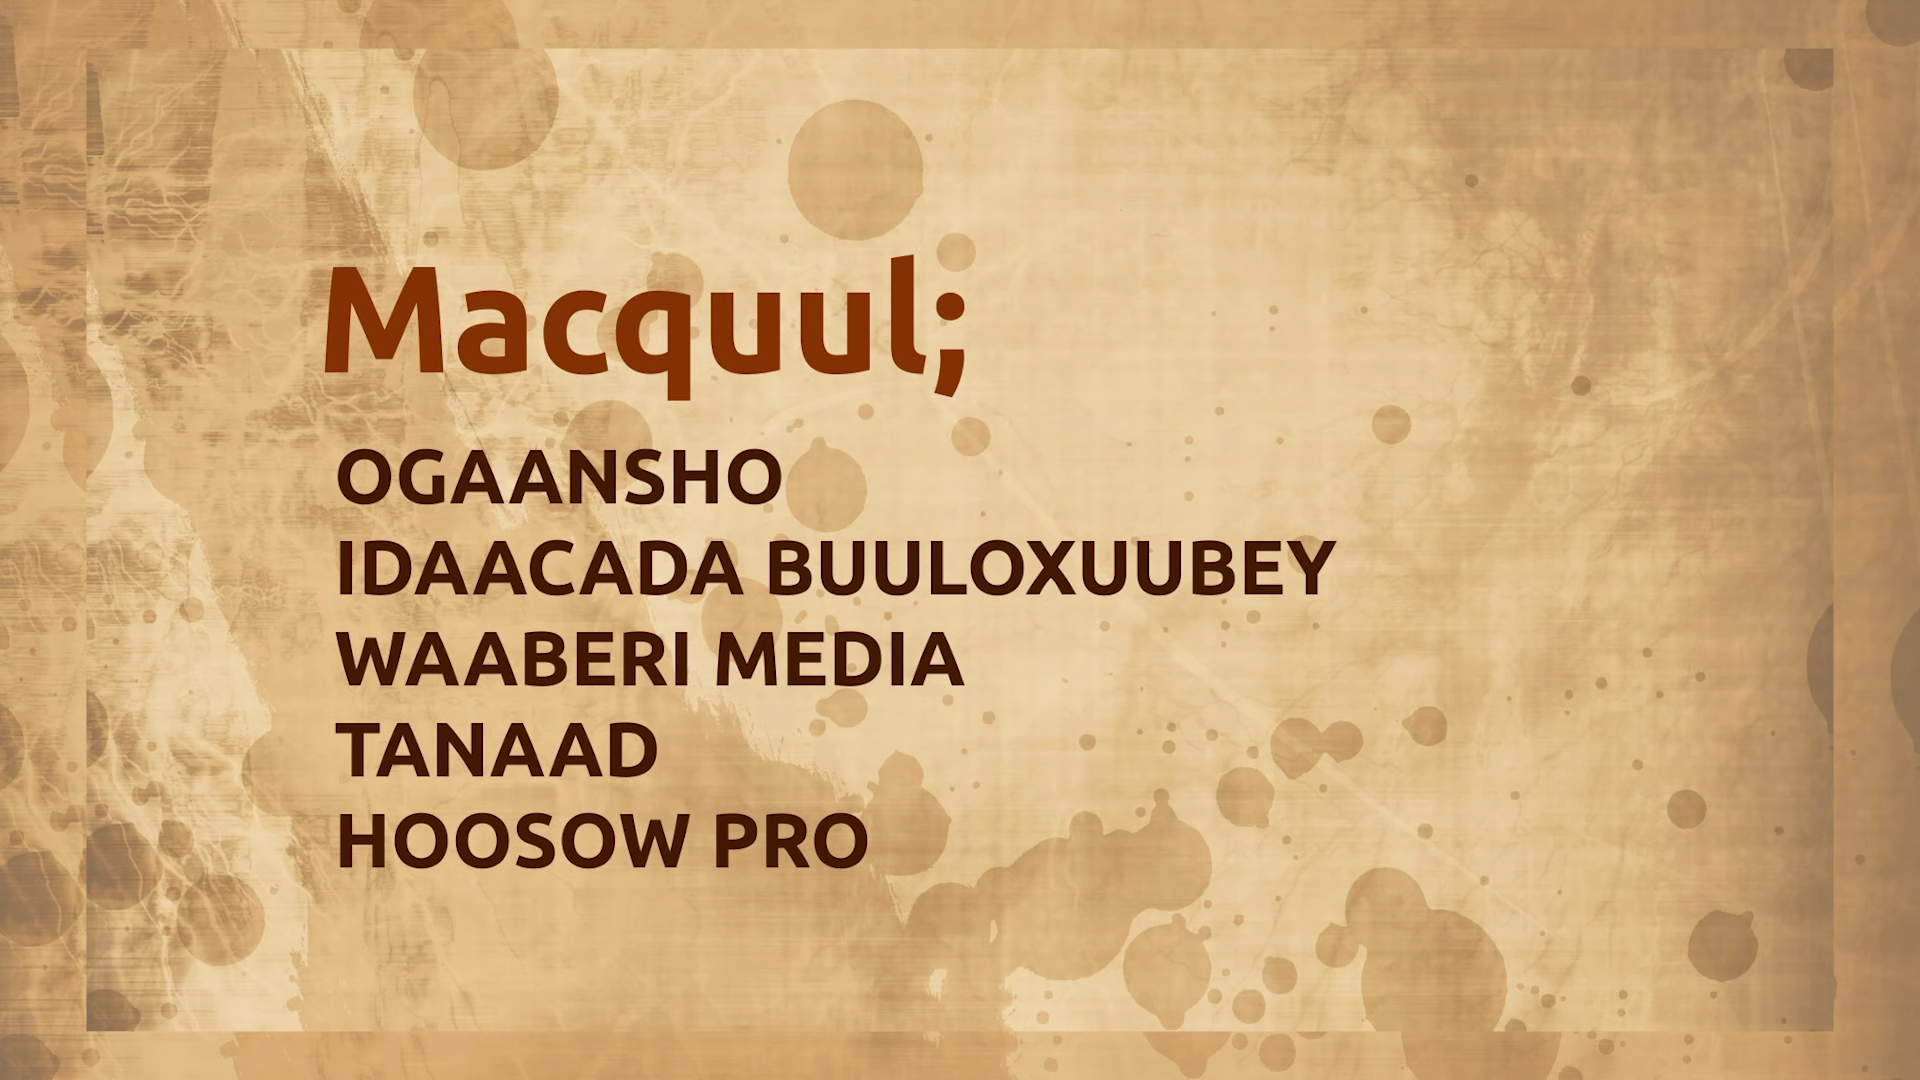 Macquul;
OGAANSHO
IDAACADA BUULOXUUBEY
WAABERI MEDIA
TANAAD
HOOSOW PRO